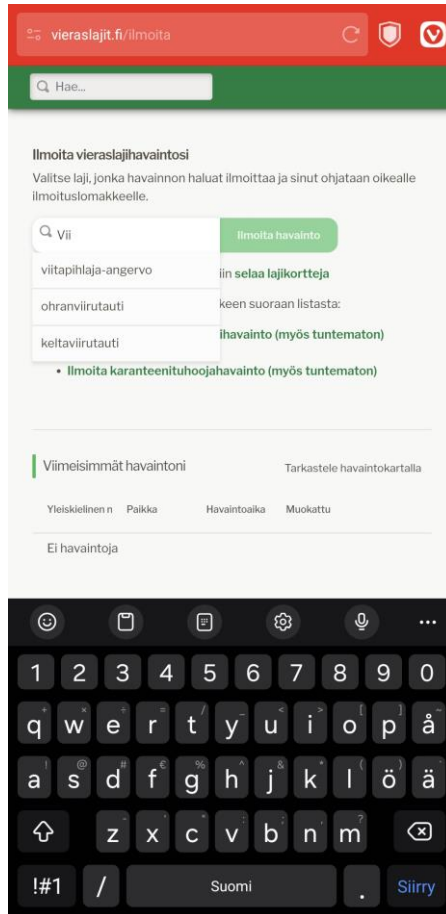 vieraslajit.fi/ilmoita
Hae...
Ilmoita vieraslajihavaintosi
Valitse laji, jonka havainnon haluat ilmoittaa ja sinut ohjataan oikealle
ilmoituslomakkeelle.
Vii
Ilmoita havainto
viitapihlaja-angervo
iin selaa lajikortteja
ohranviirutauti
keen suoraan listasta:
keltaviirutauti
ihavainto (myös tuntematon)
• Ilmoita karanteenituhoojahavainto (myös tuntematon)
Viimeisimmät havaintoni
Tarkastele havaintokartalla
Yleiskielinen n Paikka Havaintoaika Muokattu
Ei havaintoja
1 2 3 4 5 6 7 8 9 0
+ × ÷ = / _ < > [ ]
q w e r t y u i o p å
! @ # € % ^ & * ( )
a s d f g h j k l ö ä
- ' " : ; , ?
z x c v b n m
!#1 / Suomi . Siirry